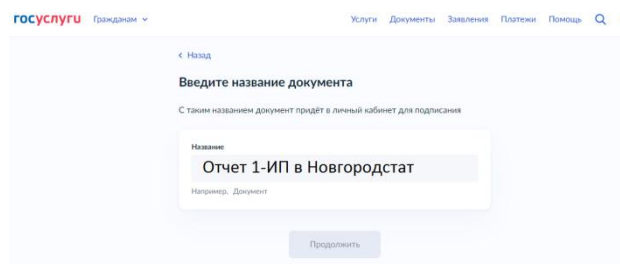 госуслуги Гражданам Услуги Документы Заявления Платежи Помощь
Назад
Введите название документа
С таким названием документ придёт в личный кабинет для подписания
Название
Отчет 1-ИП в Новгородстат
Например, Документ
Продолжить